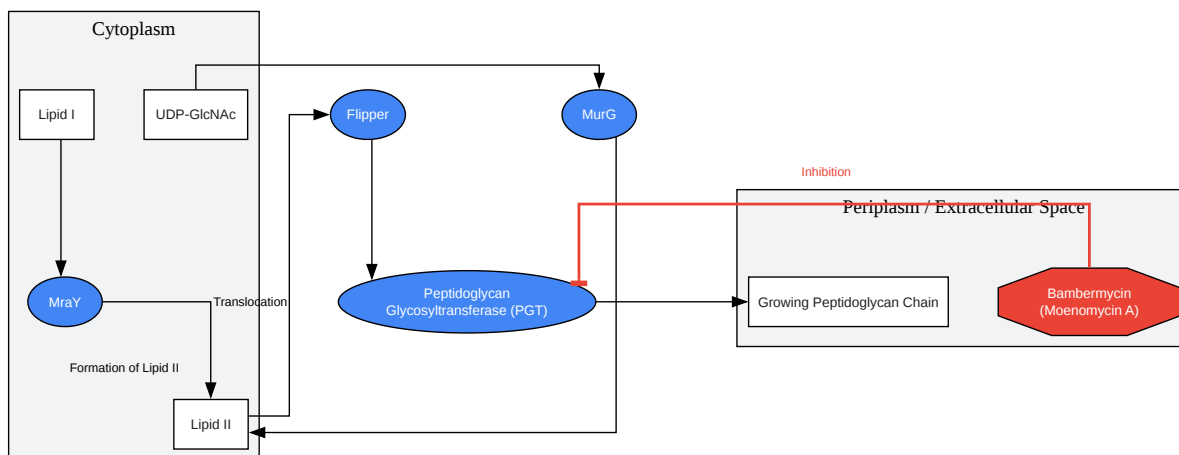 Cytoplasm
Lipid I
UDP-GlcNAc
Flipper
MurG
Inhibition
Periplasm / Extracellular Space
MraY
Translocation
Peptidoglycan
Glycosyltransferase (PGT)
Growing Peptidoglycan Chain
Bambermycin
(Moenomycin A)
Formation of Lipid II
Lipid II